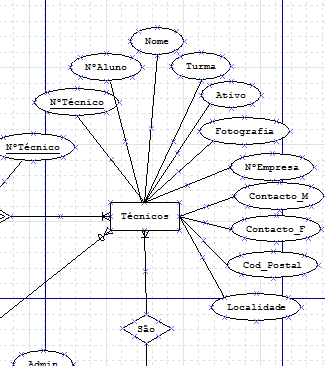 Nome
NºAluno
Turma
NºTécnico
Ativo
Fotografia
NºTécnico
NºEmpresa
Contacto_M
Técnicos
Contacto_F
Cod_Postal
Localidade
São
Admin